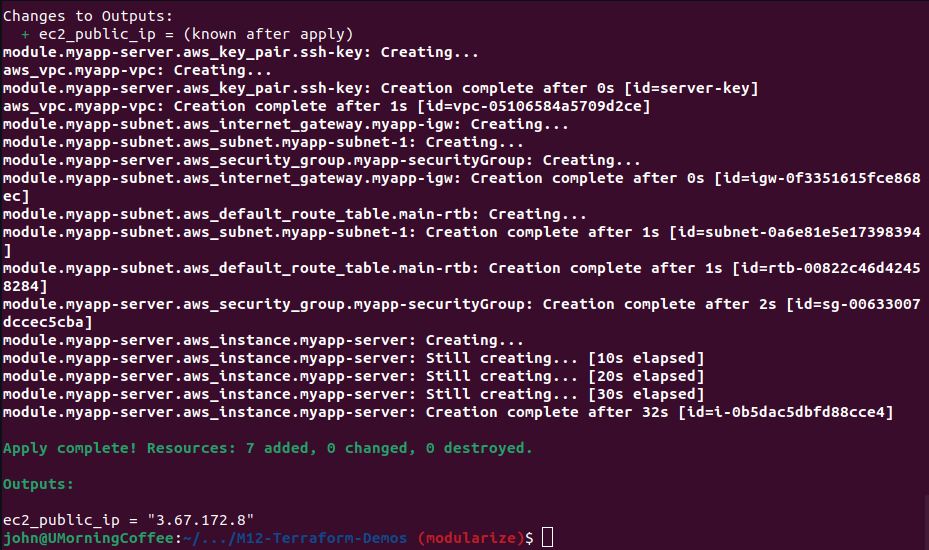 Changes to Outputs:
  + ec2_public_ip = (known after apply)
module.myapp-server.aws_key_pair.ssh-key: Creating...
aws_vpc.myapp-vpc: Creating...
module.myapp-server.aws_key_pair.ssh-key: Creation complete after 0s [id=server-key]
aws_vpc.myapp-vpc: Creation complete after 1s [id=vpc-05106584a5709d2ce]
module.myapp-subnet.aws_internet_gateway.myapp-igw: Creating...
module.myapp-subnet.aws_subnet.myapp-subnet-1: Creating...
module.myapp-server.aws_security_group.myapp-securityGroup: Creating...
module.myapp-subnet.aws_internet_gateway.myapp-igw: Creation complete after 0s [id=igw-0f3351615fce868
ec]
module.myapp-subnet.aws_default_route_table.main-rtb: Creating...
module.myapp-subnet.aws_subnet.myapp-subnet-1: Creation complete after 1s [id=subnet-0a6e81e5e17398394
]
module.myapp-subnet.aws_default_route_table.main-rtb: Creation complete after 1s [id=rtb-00822c46d4245
8284]
module.myapp-server.aws_security_group.myapp-securityGroup: Creation complete after 2s [id=sg-00633007
dccec5cba]
module.myapp-server.aws_instance.myapp-server: Creating...
module.myapp-server.aws_instance.myapp-server: Still creating... [10s elapsed]
module.myapp-server.aws_instance.myapp-server: Still creating... [20s elapsed]
module.myapp-server.aws_instance.myapp-server: Still creating... [30s elapsed]
module.myapp-server.aws_instance.myapp-server: Creation complete after 32s [id=i-0b5dac5dbfd88cce4]
Apply complete! Resources: 7 added, 0 changed, 0 destroyed.
Outputs:
ec2_public_ip = "3.67.172.8"
john@UMorningCoffee:~/.../M12-Terraform-Demos (modularize)$